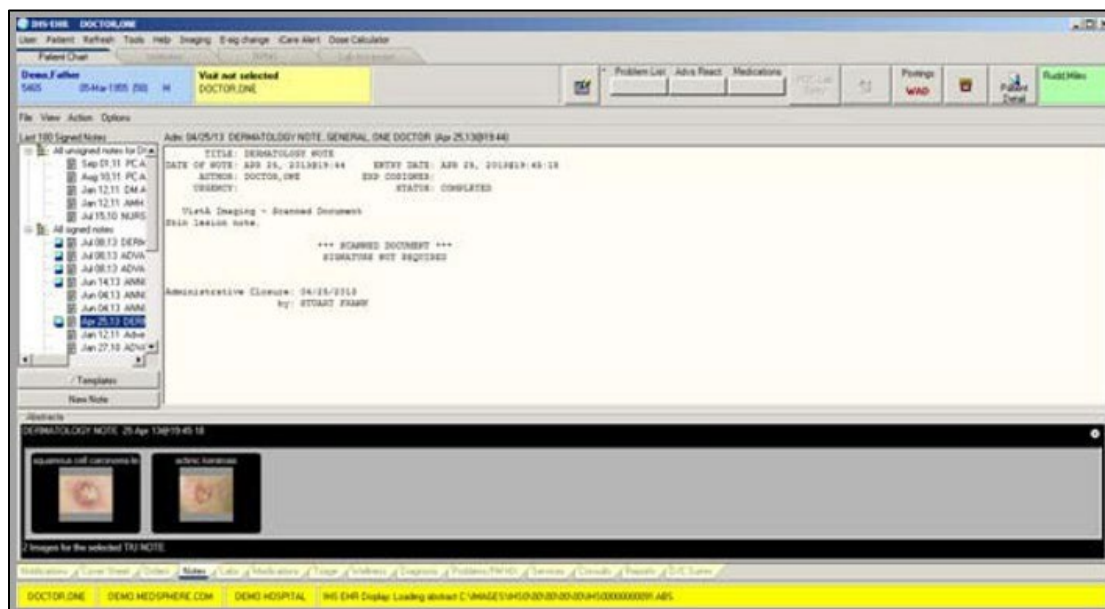 IHS-EHR DOCTOR,ONE
User Patient Refresh Tools Help Imaging E-sig change iCare Alert Dose Calculator
Patient Chart
Demo,Father
Visit not selected
5465 05-Mar-1955 (58) M
DOCTOR,ONE
Problem List Advs React Medications
Postings
WAD
Patient Detail
Rudd,Miles
File View Action Options
Last 100 Signed Notes
Adm: 04/25/13 DERMATOLOGY NOTE, GENERAL, ONE DOCTOR (Apr 25,13@19:44)
All unsigned notes for D
Sep 01,11 PC A
Aug 10,11 PC A
Jan 12,11 DM A
Jan 12,11 AMH
Jul 15,10 NURS
All signed notes
Jul 08,13 DERM
Jul 08,13 ADVA
Jul 08,13 ADVA
Jun 14,13 ANNO
Jun 04,13 ANNO
Jun 04,13 ANNO
Apr 25,13 DERM
Jan 12,11 Adve
Jan 27,10 ADVA
TITLE: DERMATOLOGY NOTE
DATE OF NOTE: APR 25, 2013@19:44 ENTRY DATE: APR 25, 2013@19:45:18
AUTHOR: DOCTOR,ONE EXP COSIGNER:
URGENCY: STATUS: COMPLETED
VistA Imaging - Scanned Document
Skin lesion note.
*** SCANNED DOCUMENT ***
SIGNATURE NOT REQUIRED
Administrative Closure: 04/25/2013
by: STUART FRANK
/ Templates
New Note
Abstracts
DERMATOLOGY NOTE 25 Apr 13@19:45:18
squamous cell carcinoma
actinic keratosis
2 Images for the selected TIU NOTE
Notifications Cover Sheet Orders Notes Labs Medications Triage Wellness Diagnosis Problems/PMHX Services Consults Reports D/C Summ
DOCTOR,ONE DEMO.MEDSPHERE.COM DEMO HOSPITAL IHS EHR Display: Loading abstract